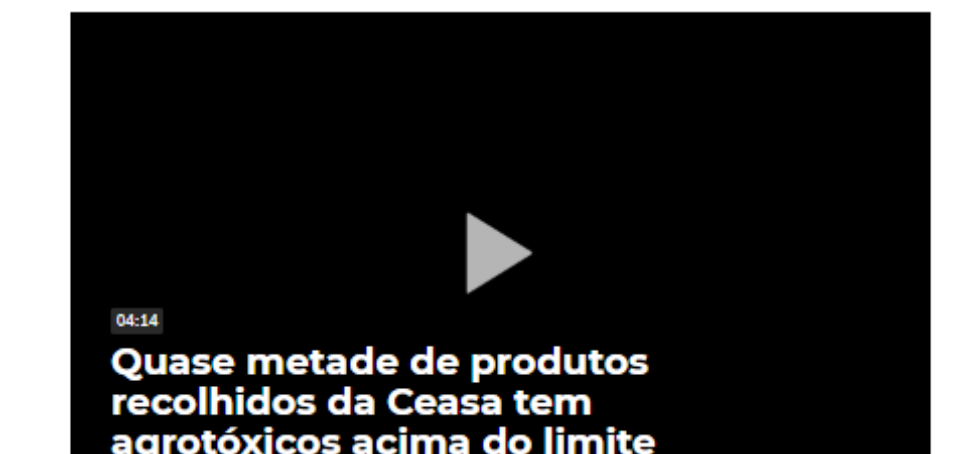 04:14
Quase metade de produtos
recolhidos da Ceasa tem
agrotóxicos acima do limite